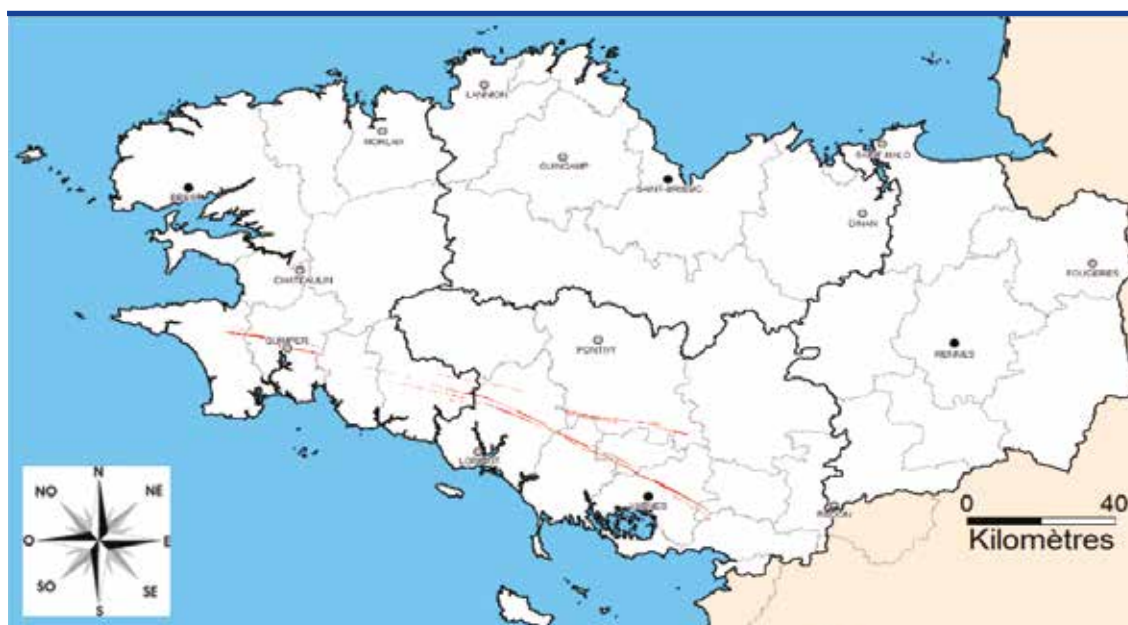 LANNION
MORLAIX
GUINGAMP
SAINT-MALO
BREST
SAINT-BRIEUC
DINAN
FOUGERES
CHATEAULIN
QUIMPER
PONTIVY
RENNES
LORIENT
VANNES
REDON
N
NO
NE
O
E
SO
SE
S
0
40
Kilomètres